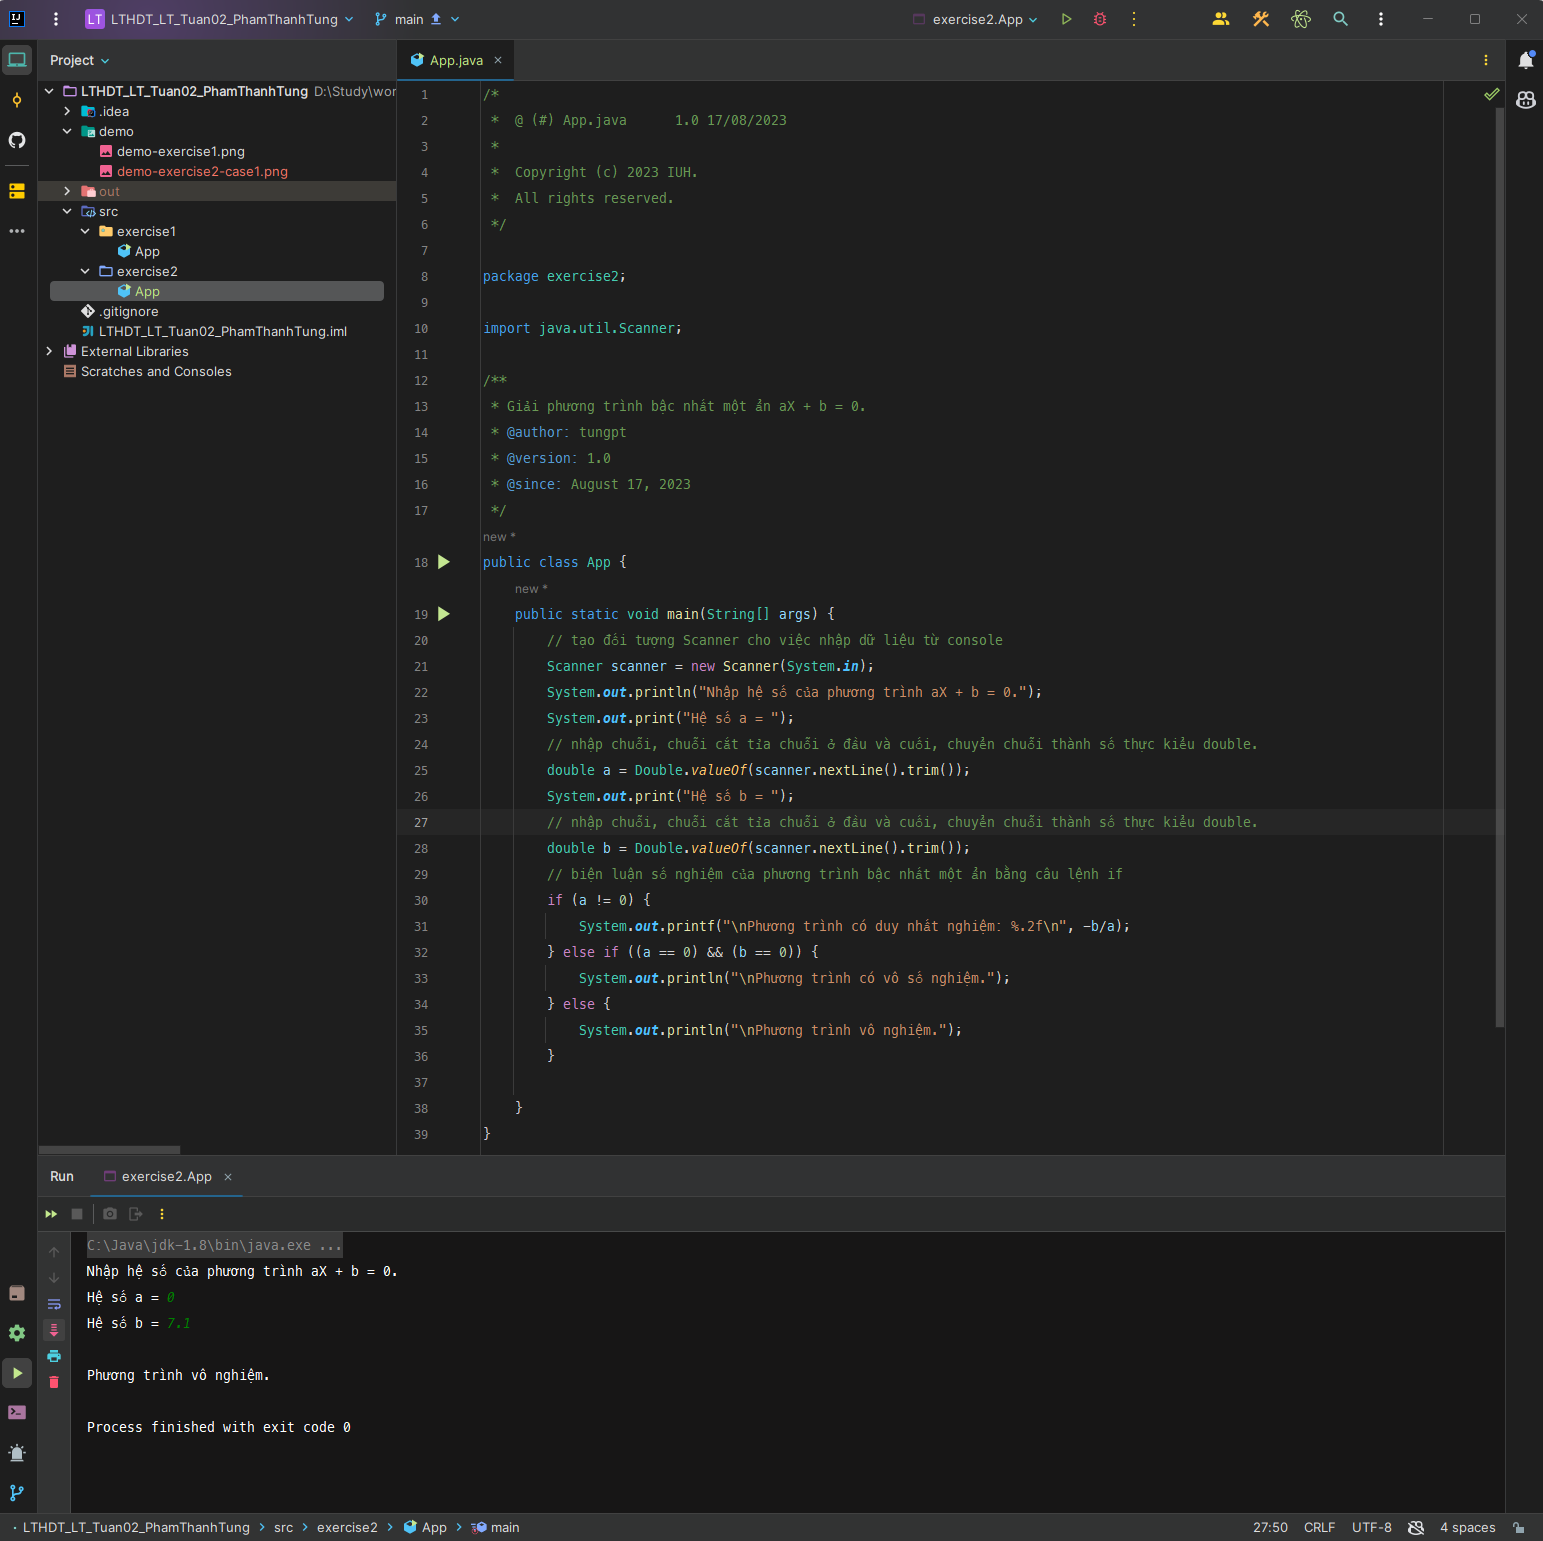 LT LTHDT_LT_Tuan02_PhamThanhTung main exercise2.App
Project
LTHDT_LT_Tuan02_PhamThanhTung D:\Study\wor
.idea
demo
demo-exercise1.png
demo-exercise2-case1.png
out
src
exercise1
App
exercise2
App
.gitignore
LTHDT_LT_Tuan02_PhamThanhTung.iml
External Libraries
Scratches and Consoles
App.java
1 /*
2  *  @ (#) App.java      1.0 17/08/2023
3  *
4  *  Copyright (c) 2023 IUH.
5  *  All rights reserved.
6  */
7
8 package exercise2;
9
10 import java.util.Scanner;
11
12 /**
13  * Giải phương trình bậc nhất một ẩn aX + b = 0.
14  * @author: tungpt
15  * @version: 1.0
16  * @since: August 17, 2023
17  */
new *
18 public class App {
new *
19     public static void main(String[] args) {
20         // tạo đối tượng Scanner cho việc nhập dữ liệu từ console
21         Scanner scanner = new Scanner(System.in);
22         System.out.println("Nhập hệ số của phương trình aX + b = 0.");
23         System.out.print("Hệ số a = ");
24         // nhập chuỗi, chuỗi cắt tỉa chuỗi ở đầu và cuối, chuyển chuỗi thành số thực kiểu double.
25         double a = Double.valueOf(scanner.nextLine().trim());
26         System.out.print("Hệ số b = ");
27         // nhập chuỗi, chuỗi cắt tỉa chuỗi ở đầu và cuối, chuyển chuỗi thành số thực kiểu double.
28         double b = Double.valueOf(scanner.nextLine().trim());
29         // biện luận số nghiệm của phương trình bậc nhất một ẩn bằng câu lệnh if
30         if (a != 0) {
31             System.out.printf("\nPhương trình có duy nhất nghiệm: %.2f\n", -b/a);
32         } else if ((a == 0) && (b == 0)) {
33             System.out.println("\nPhương trình có vô số nghiệm.");
34         } else {
35             System.out.println("\nPhương trình vô nghiệm.");
36         }
37
38     }
39 }
Run exercise2.App
C:\Java\jdk-1.8\bin\java.exe ...
Nhập hệ số của phương trình aX + b = 0.
Hệ số a = 0
Hệ số b = 7.1
Phương trình vô nghiệm.
Process finished with exit code 0
LTHDT_LT_Tuan02_PhamThanhTung > src > exercise2 > App > main 27:50 CRLF UTF-8 4 spaces